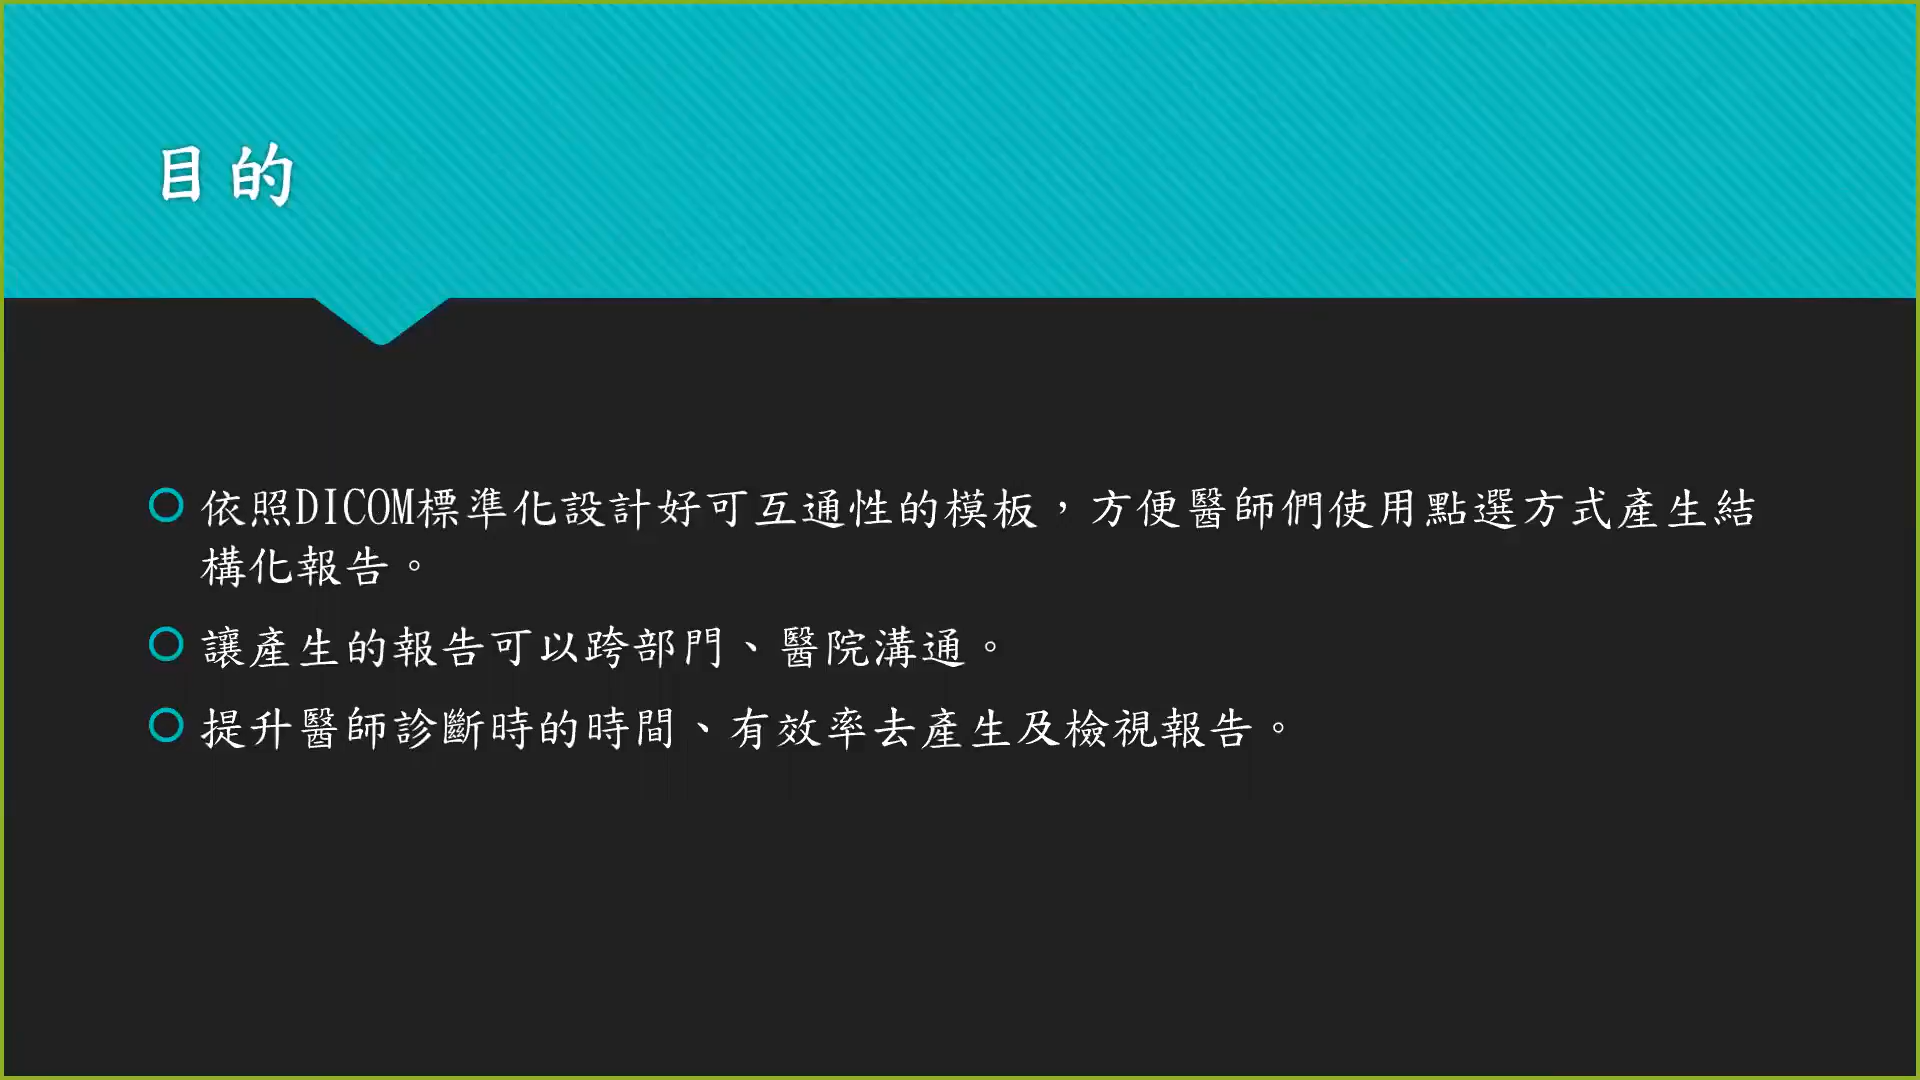 目的
依照DICOM標準化設計好可互通性的模板，方便醫師們使用點選方式產生結
構化報告。
讓產生的報告可以跨部門、醫院溝通。
提升醫師診斷時的時間、有效率去產生及檢視報告。